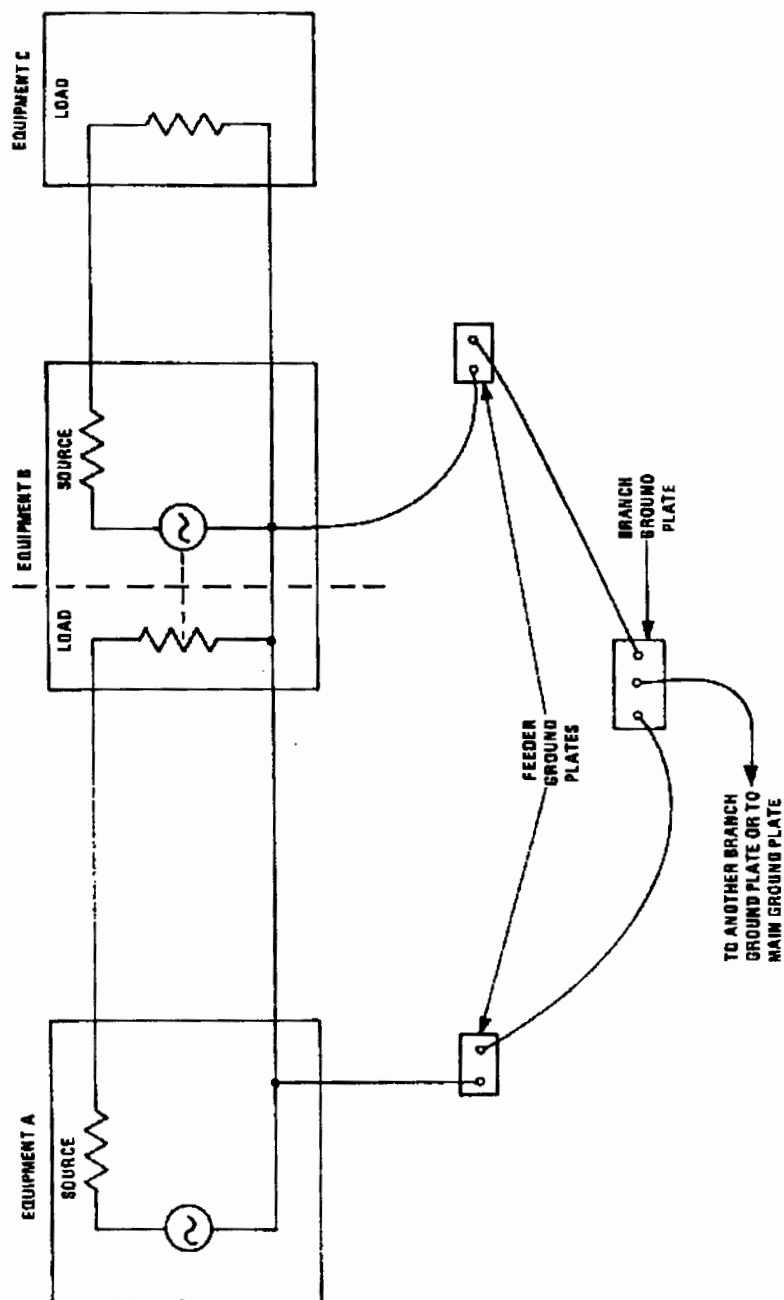 EQUIPMENT A
SOURCE
EQUIPMENT B
LOAD
SOURCE
EQUIPMENT C
LOAD
FEEDER
GROUND
PLATES
BRANCH
GROUND
PLATE
TO ANOTHER BRANCH
GROUND PLATE OR TO
MAIN GROUND PLATE